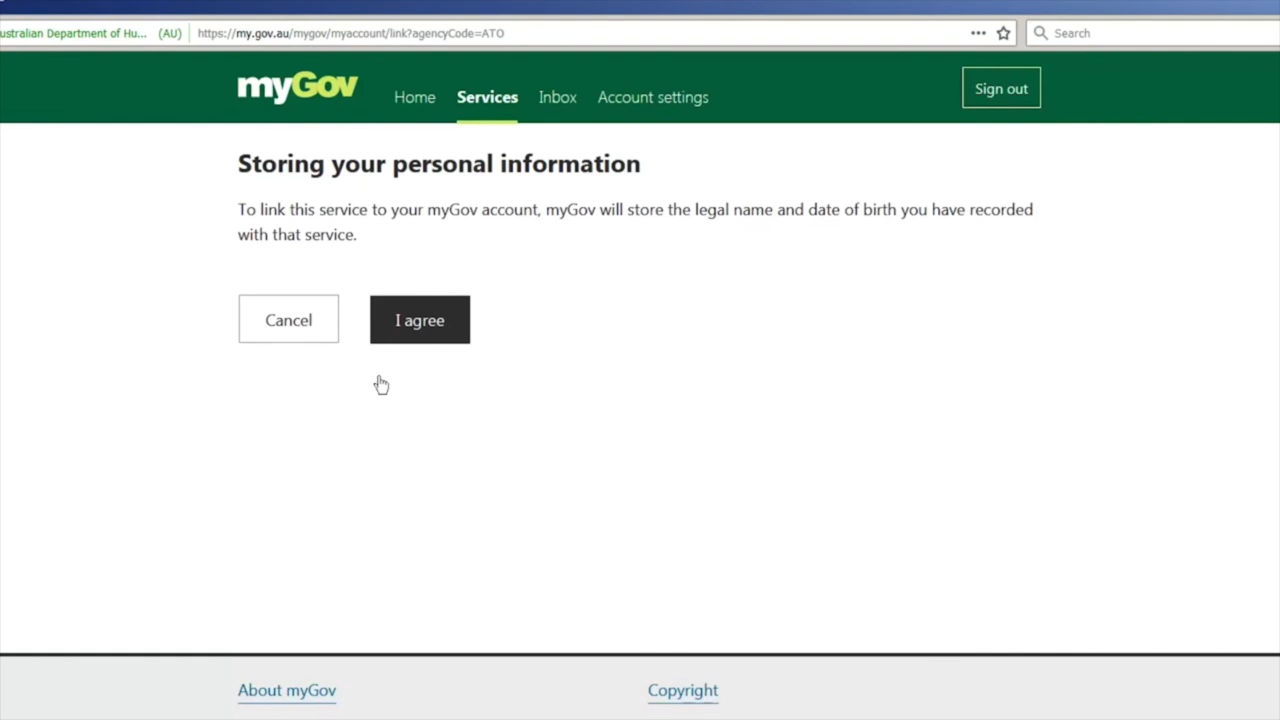 ustralian Department of Hu... (AU) https://my.gov.au/mygov/myaccount/link?agencyCode=ATO ••• Search
myGov Home Services Inbox Account settings Sign out
Storing your personal information
To link this service to your myGov account, myGov will store the legal name and date of birth you have recorded
with that service.
Cancel I agree
About myGov Copyright